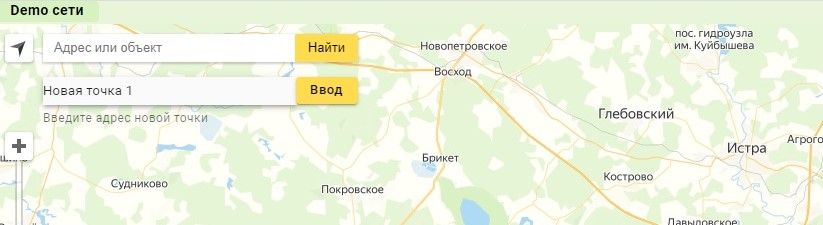 Demo сети
Адрес или объект
Найти
Новая точка 1
Ввод
Введите адрес новой точки
Новопетровское
пос. гидроузла
им. Куйбышева
Восход
Глебовский
Истра
Агрого
Брикет
Судниково
Покровское
Кострово
Давыдовское